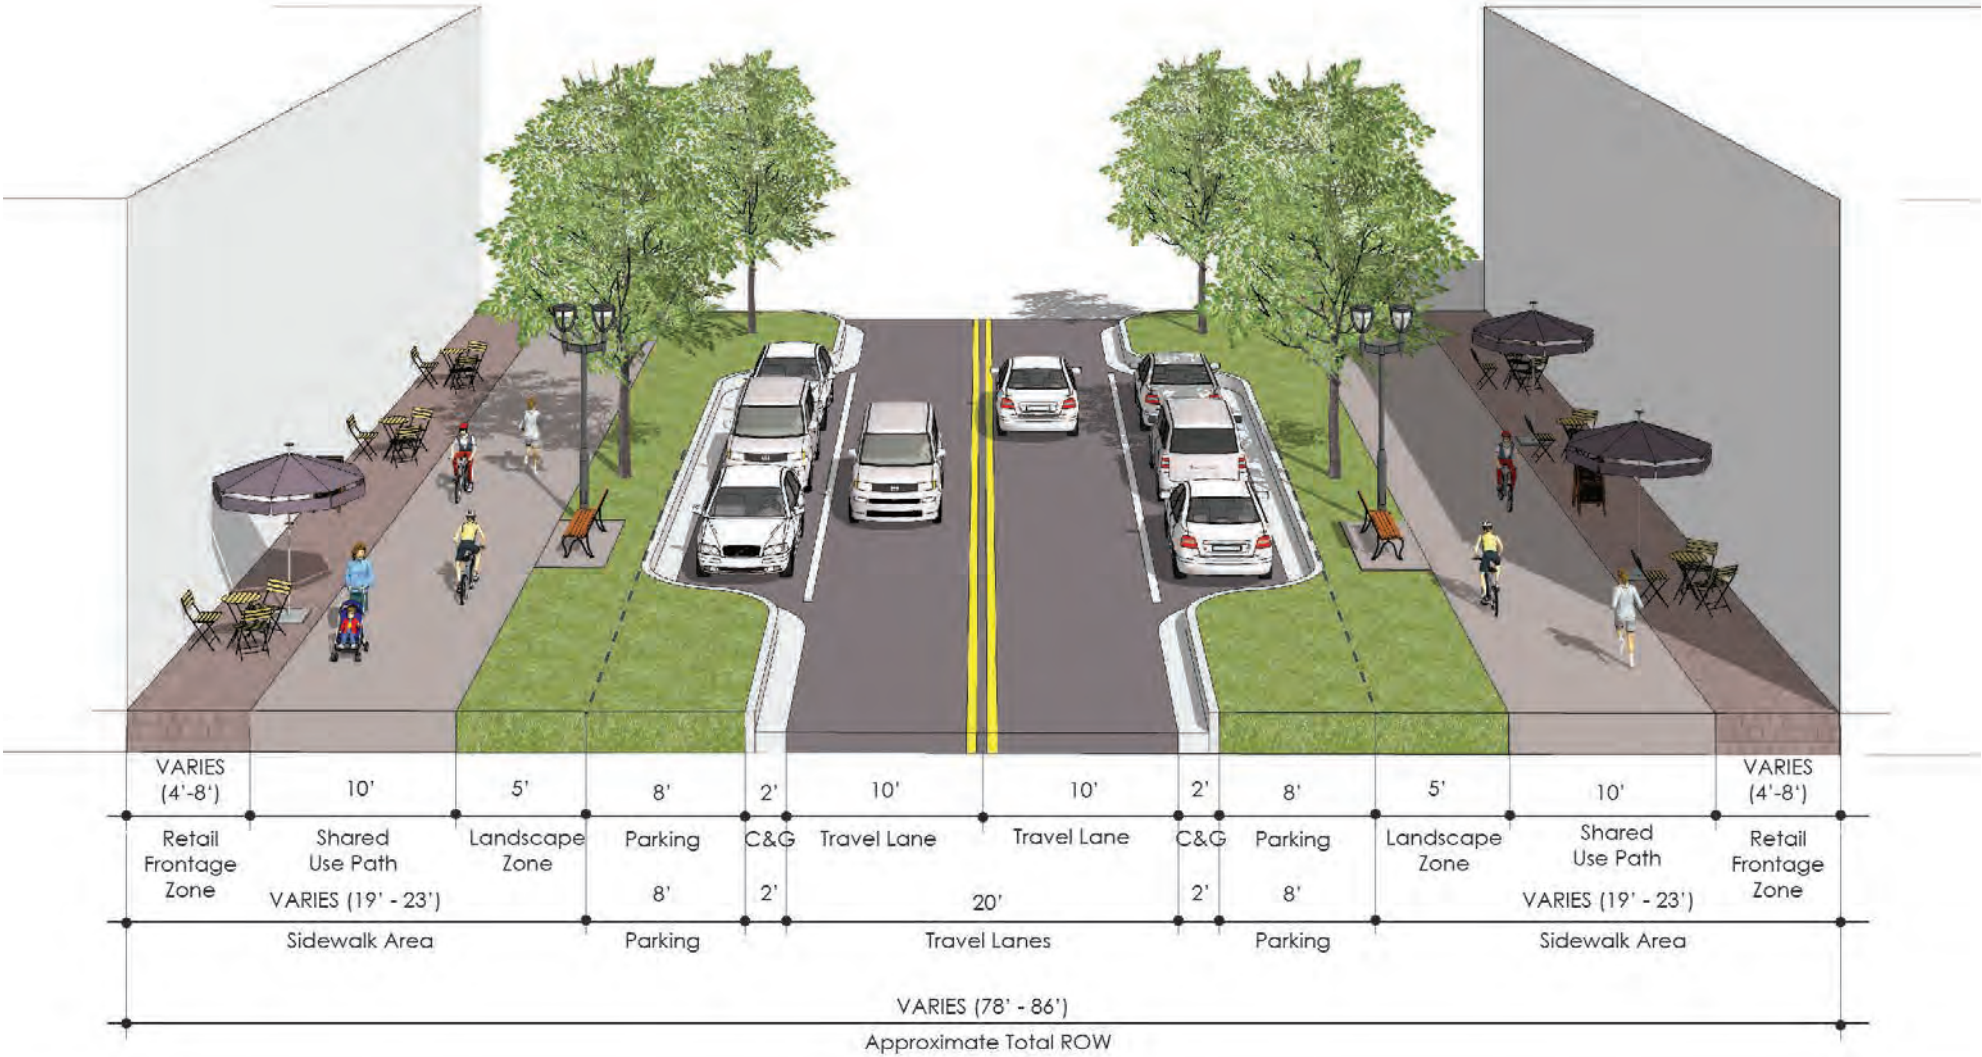 VARIES
(4'-8')
10'
5'
8'
2'
10'
10'
2'
8'
5'
10'
VARIES
(4'-8')
Retail
Frontage
Zone
Shared
Use Path
Landscape
Zone
Parking
C&G
Travel Lane
Travel Lane
C&G
Parking
Landscape
Zone
Shared
Use Path
Retail
Frontage
Zone
VARIES (19' - 23')
8'
2'
20'
2'
8'
VARIES (19' - 23')
Sidewalk Area
Parking
Travel Lanes
Parking
Sidewalk Area
VARIES (78' - 86')
Approximate Total ROW